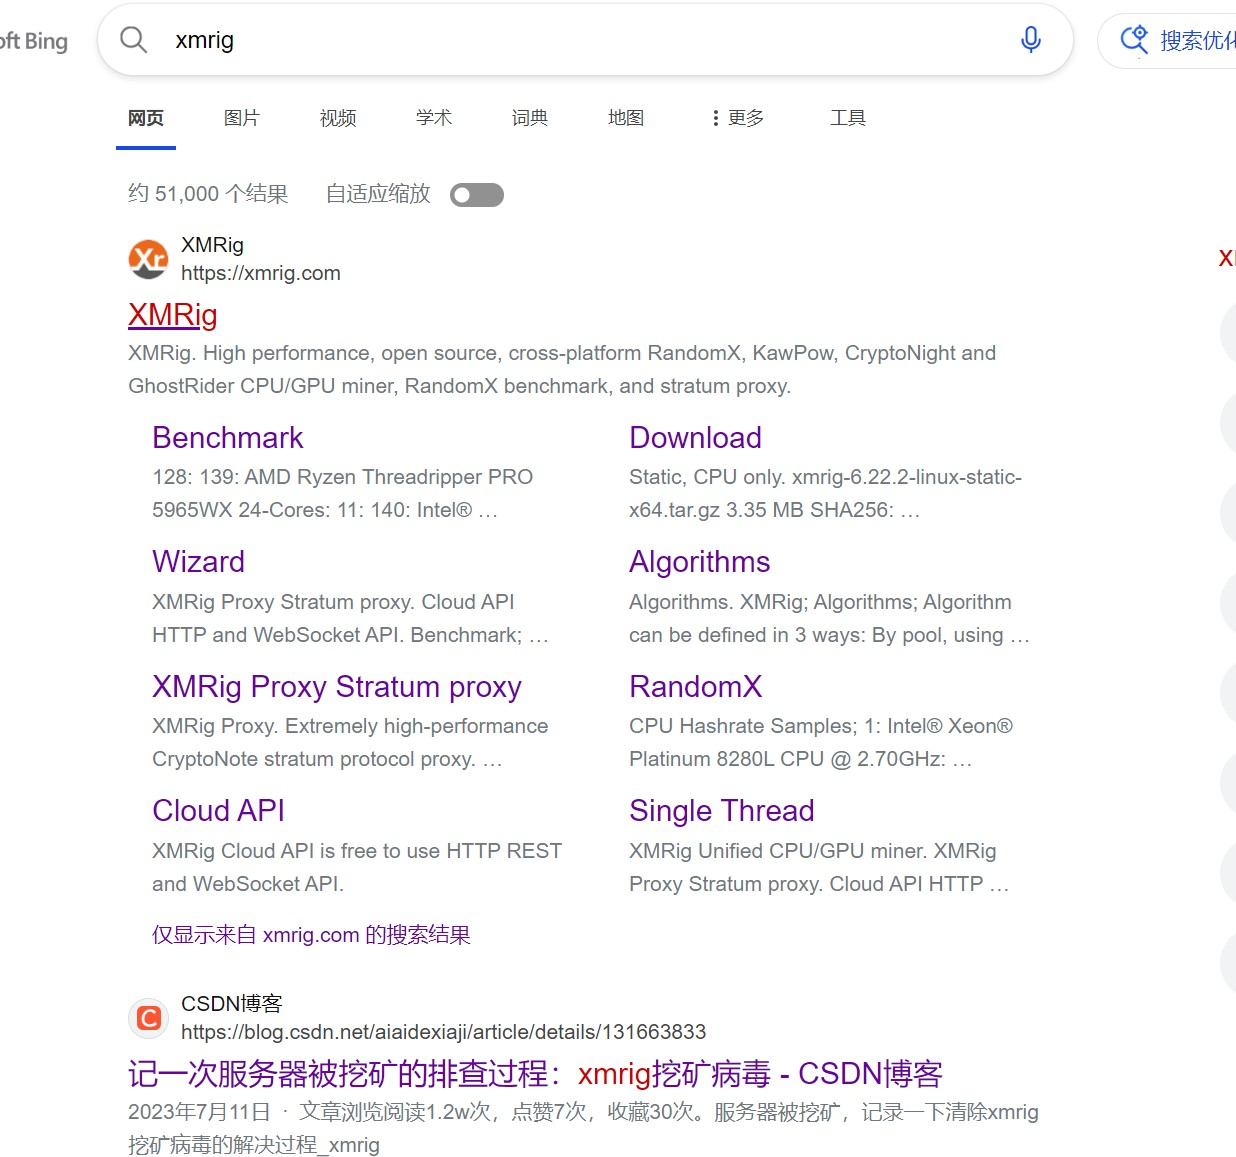 oft Bing
xmrig
搜索优化
网页
图片
视频
学术
词典
地图
更多
工具
约 51,000 个结果
自适应缩放
XMRig
https://xmrig.com
XMRig
XMRig. High performance, open source, cross-platform RandomX, KawPow, CryptoNight and
GhostRider CPU/GPU miner, RandomX benchmark, and stratum proxy.
Benchmark
128: 139: AMD Ryzen Threadripper PRO
5965WX 24-Cores: 11: 140: Intel® …
Download
Static, CPU only. xmrig-6.22.2-linux-static-
x64.tar.gz 3.35 MB SHA256: …
Wizard
XMRig Proxy Stratum proxy. Cloud API
HTTP and WebSocket API. Benchmark; …
Algorithms
Algorithms. XMRig; Algorithms; Algorithm
can be defined in 3 ways: By pool, using …
XMRig Proxy Stratum proxy
XMRig Proxy. Extremely high-performance
CryptoNote stratum protocol proxy. …
RandomX
CPU Hashrate Samples; 1: Intel® Xeon®
Platinum 8280L CPU @ 2.70GHz: …
Cloud API
XMRig Cloud API is free to use HTTP REST
and WebSocket API.
Single Thread
XMRig Unified CPU/GPU miner. XMRig
Proxy Stratum proxy. Cloud API HTTP …
仅显示来自 xmrig.com 的搜索结果
CSDN博客
https://blog.csdn.net/aiaidexiaji/article/details/131663833
记一次服务器被挖矿的排查过程：xmrig挖矿病毒 - CSDN博客
2023年7月11日 · 文章浏览阅读1.2w次，点赞7次，收藏30次。服务器被挖矿，记录一下清除xmrig
挖矿病毒的解决过程_xmrig